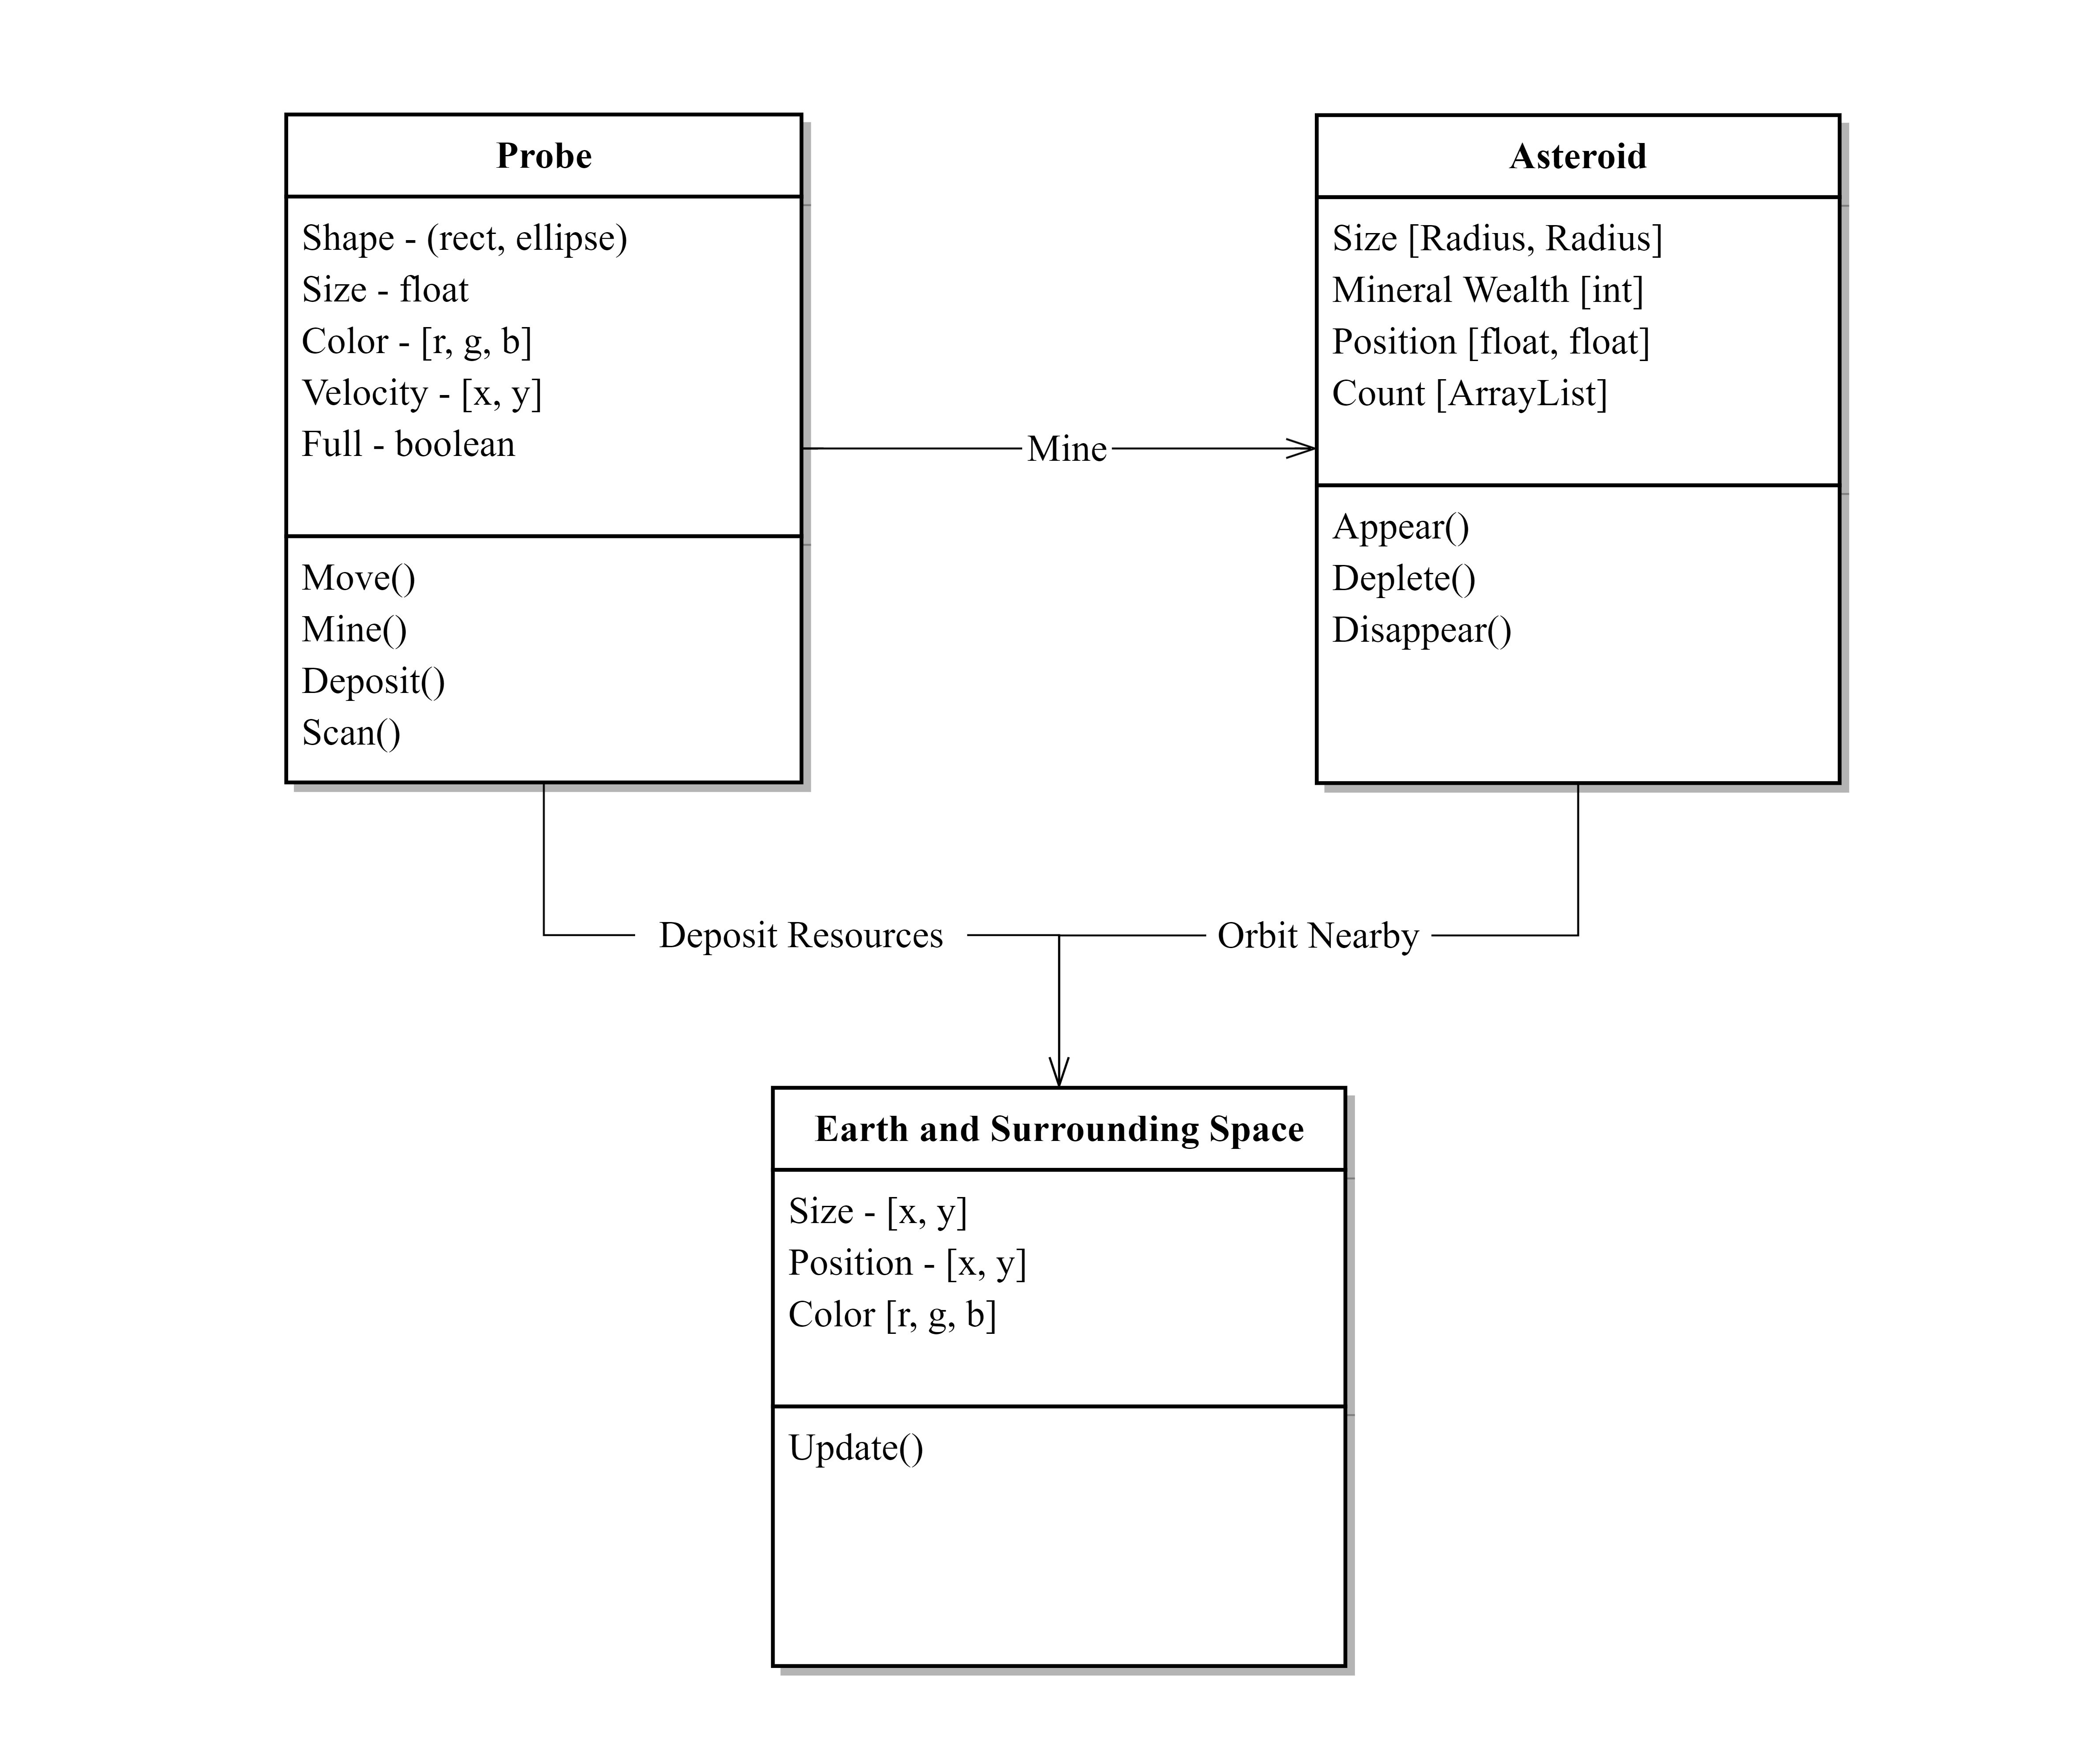 Probe
Shape - (rect, ellipse)
Size - float
Color - [r, g, b]
Velocity - [x, y]
Full - boolean
Move()
Mine()
Deposit()
Scan()
Mine
Asteroid
Size [Radius, Radius]
Mineral Wealth [int]
Position [float, float]
Count [ArrayList]
Appear()
Deplete()
Disappear()
Deposit Resources
Orbit Nearby
Earth and Surrounding Space
Size - [x, y]
Position - [x, y]
Color [r, g, b]
Update()